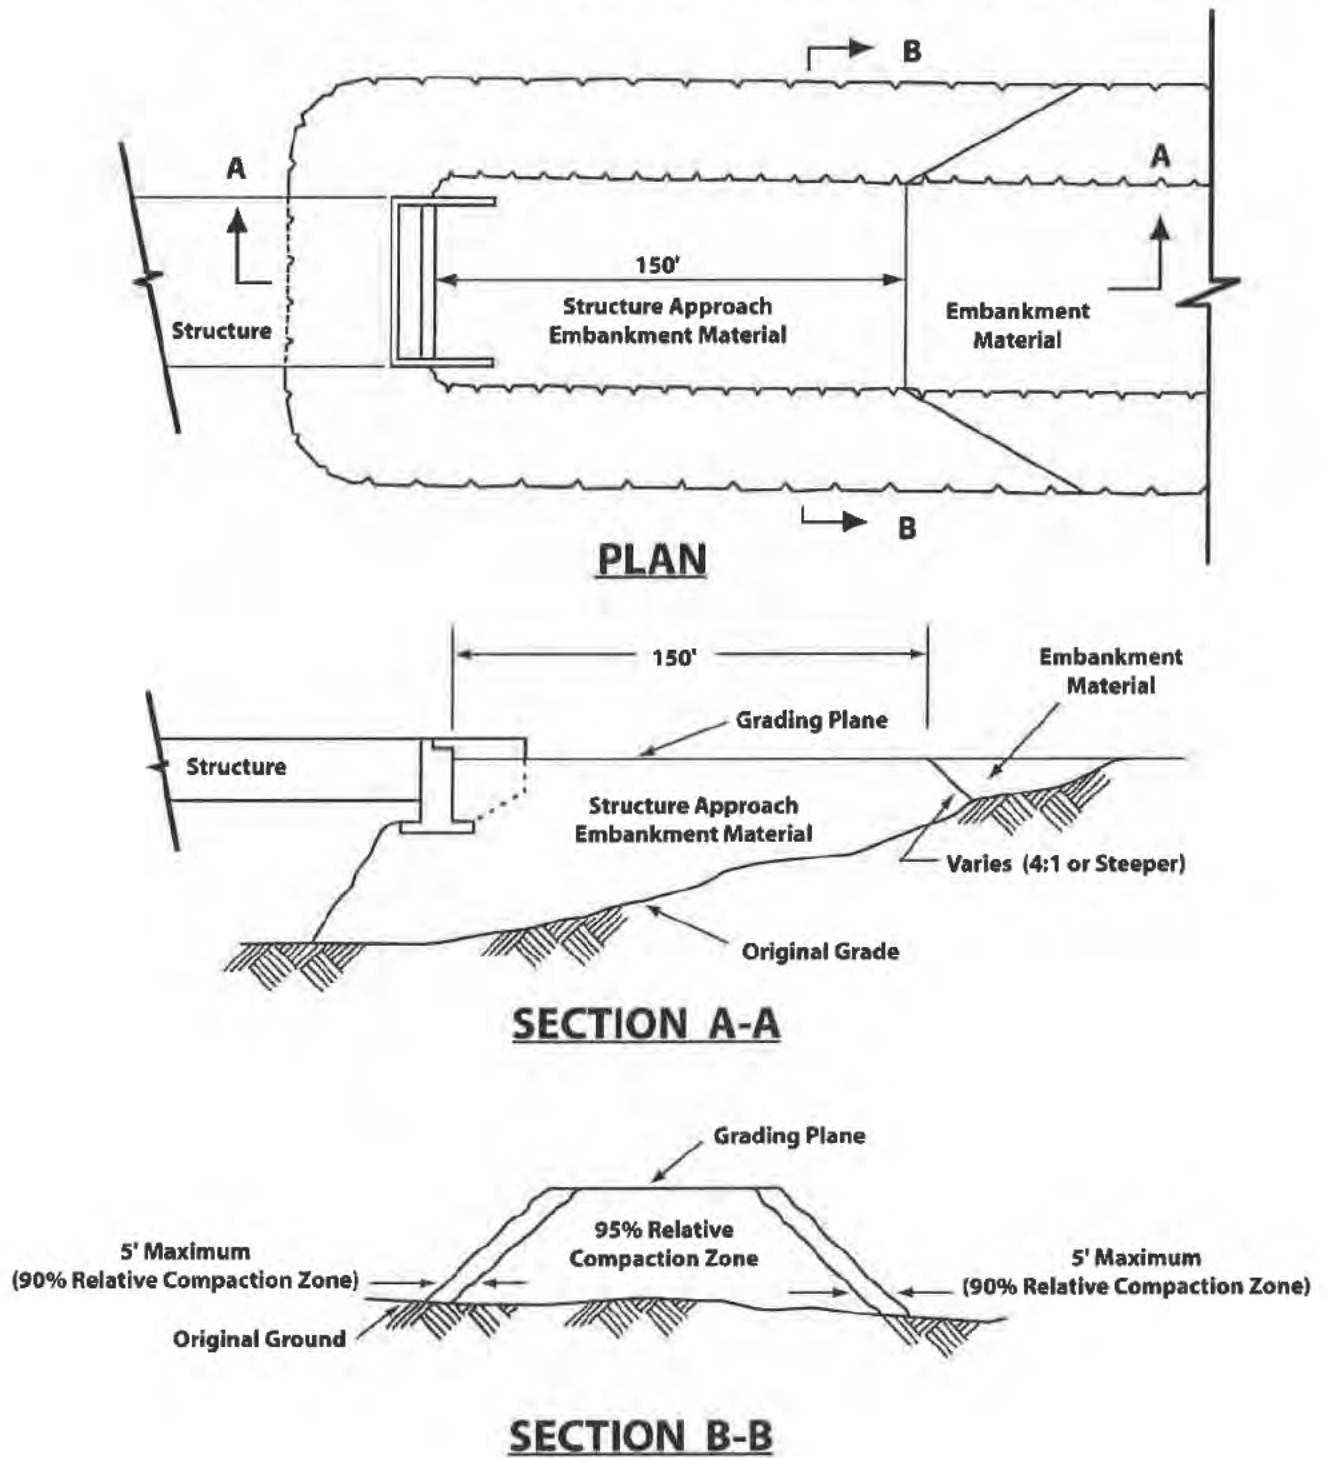 B
A
A
150'
Structure Approach
Embankment Material
Embankment
Material
Structure
B
PLAN
150'
Embankment
Material
Grading Plane
Structure
Structure Approach
Embankment Material
Varies (4:1 or Steeper)
Original Grade
SECTION A-A
Grading Plane
95% Relative
Compaction Zone
5' Maximum
(90% Relative Compaction Zone)
5' Maximum
(90% Relative Compaction Zone)
Original Ground
SECTION B-B